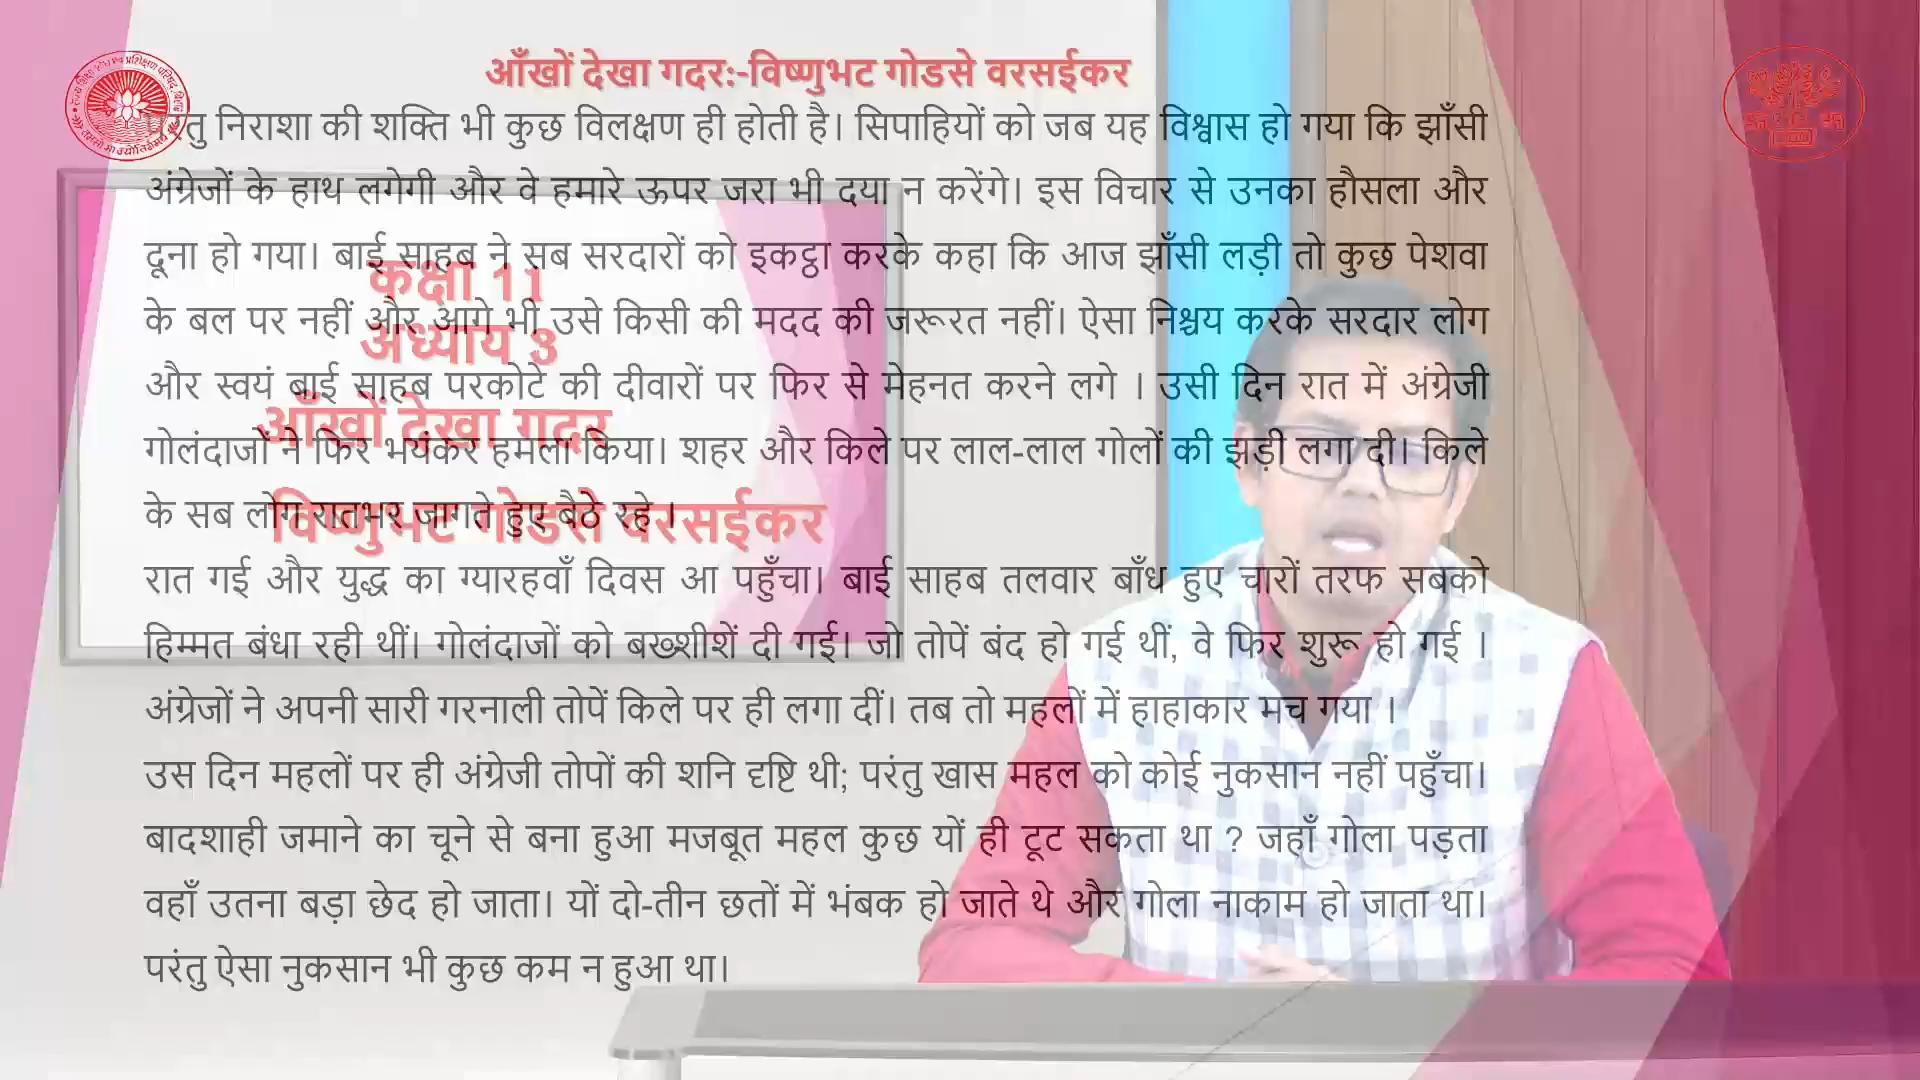 आँखों देखा गदरः-विष्णुभट गोडसे वरसईकर
निराशा की शक्ति भी कुछ विलक्षण ही होती है। सिपाहियों को जब यह विश्वास हो गया कि झाँसी
अंग्रेजों के हाथ लगेगी और वे हमारे ऊपर जरा भी दया न करेंगे। इस विचार से उनका हौसला और
दूना हो गया। बाई साहब ने सब सरदारों को इकट्ठा करके कहा कि आज झाँसी लड़ी तो कुछ पेशवा
के बल पर नहीं और आगे भी उसे किसी की मदद की जरूरत नहीं। ऐसा निश्चय करके सरदार लोग
और स्वयं बाई साहब परकोटे की दीवारों पर फिर से मेहनत करने लगे । उसी दिन रात में अंग्रेजी
गोलंदाजों ने फिर भयंकर हमला किया। शहर और किले पर लाल-लाल गोलों की झड़ी लगा दी। किले
के सब लोग रातभर जागते हुए बैठे रहे ।
रात गई और युद्ध का ग्यारहवाँ दिवस आ पहुँचा। बाई साहब तलवार बाँध हुए चारों तरफ सबको
हिम्मत बंधा रही थीं। गोलंदाजों को बख्शीशें दी गई। जो तोपें बंद हो गई थीं, वे फिर शुरू हो गई ।
अंग्रेजों ने अपनी सारी गरनाली तोपें किले पर ही लगा दीं। तब तो महलों में हाहाकार मच गया ।
उस दिन महलों पर ही अंग्रेजी तोपों की शनि दृष्टि थी; परंतु खास महल को कोई नुकसान नहीं पहुँचा।
बादशाही जमाने का चूने से बना हुआ मजबूत महल कुछ यों ही टूट सकता था ? जहाँ गोला पड़ता
वहाँ उतना बड़ा छेद हो जाता। यों दो-तीन छतों में भंबक हो जाते थे और गोला नाकाम हो जाता था।
परंतु ऐसा नुकसान भी कुछ कम न हुआ था।
कक्षा 11
अध्याय 3
आँखों देखा गदर
विष्णुभट गोडसे वरसईकर